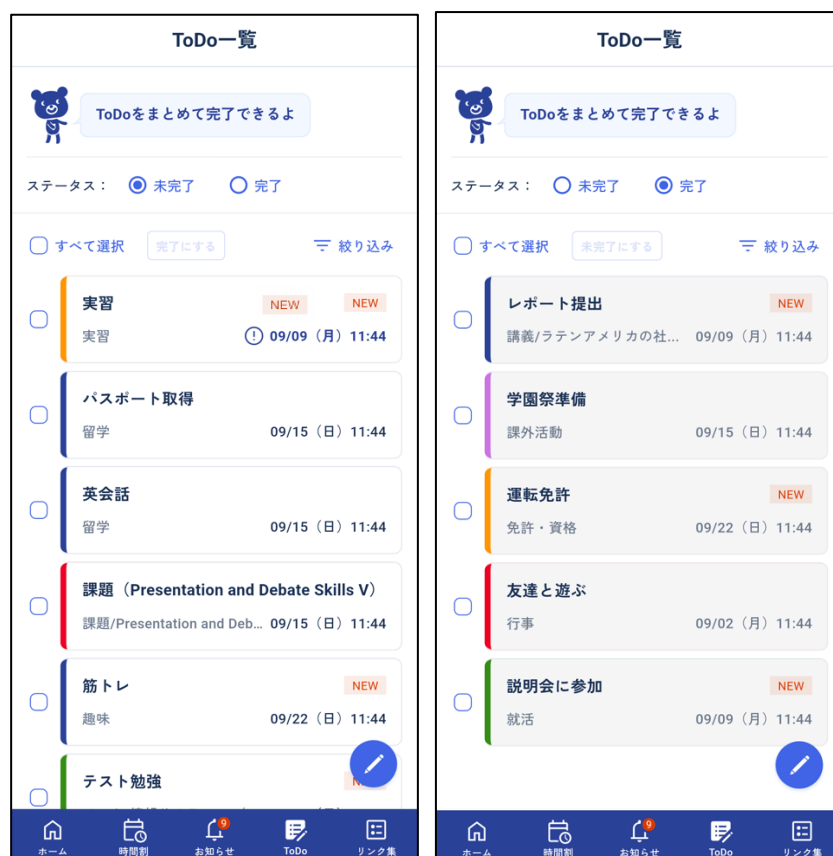 ToDo一覧
ToDoをまとめて完了できるよ
ステータス： 未完了 完了
すべて選択 完了にする 絞り込み
実習 NEW NEW
実習 09/09（月）11:44
パスポート取得
留学 09/15（日）11:44
英会話
留学 09/15（日）11:44
課題（Presentation and Debate Skills V）
課題/Presentation and Deb... 09/15（日）11:44
筋トレ NEW
趣味 09/22（日）11:44
テスト勉強
ホーム 時間割 9 お知らせ ToDo リンク集
ToDo一覧
ToDoをまとめて完了できるよ
ステータス： 未完了 完了
すべて選択 未完了にする 絞り込み
レポート提出 NEW
講義/ラテンアメリカの社... 09/09（月）11:44
学園祭準備
課外活動 09/15（日）11:44
運転免許 NEW
免許・資格 09/22（日）11:44
友達と遊ぶ
行事 09/02（月）11:44
説明会に参加 NEW
就活 09/09（月）11:44
ホーム 時間割 9 お知らせ ToDo リンク集